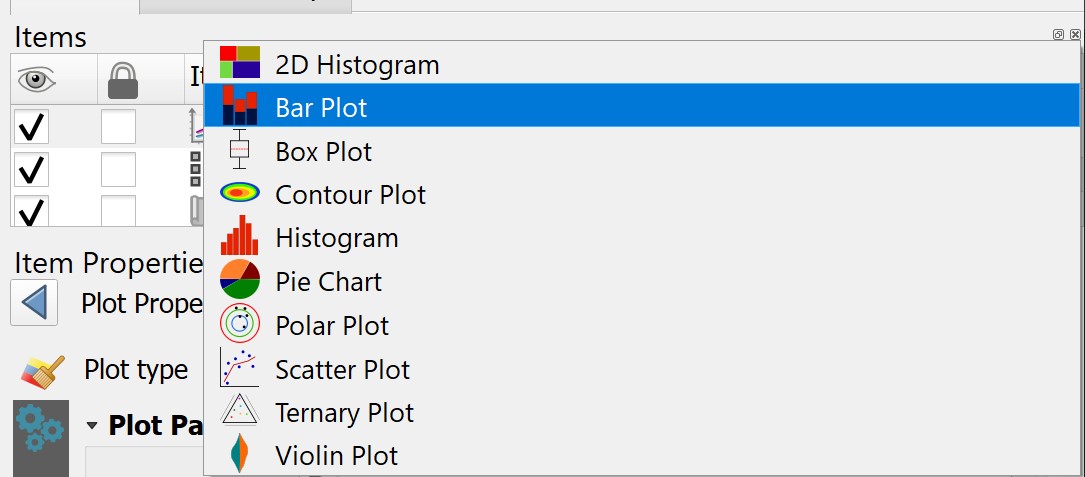 Items
2D Histogram
Bar Plot
Box Plot
Contour Plot
Histogram
Item Propertie
Pie Chart
Plot Prope
Polar Plot
Plot type
Scatter Plot
Ternary Plot
Plot Pa
Violin Plot